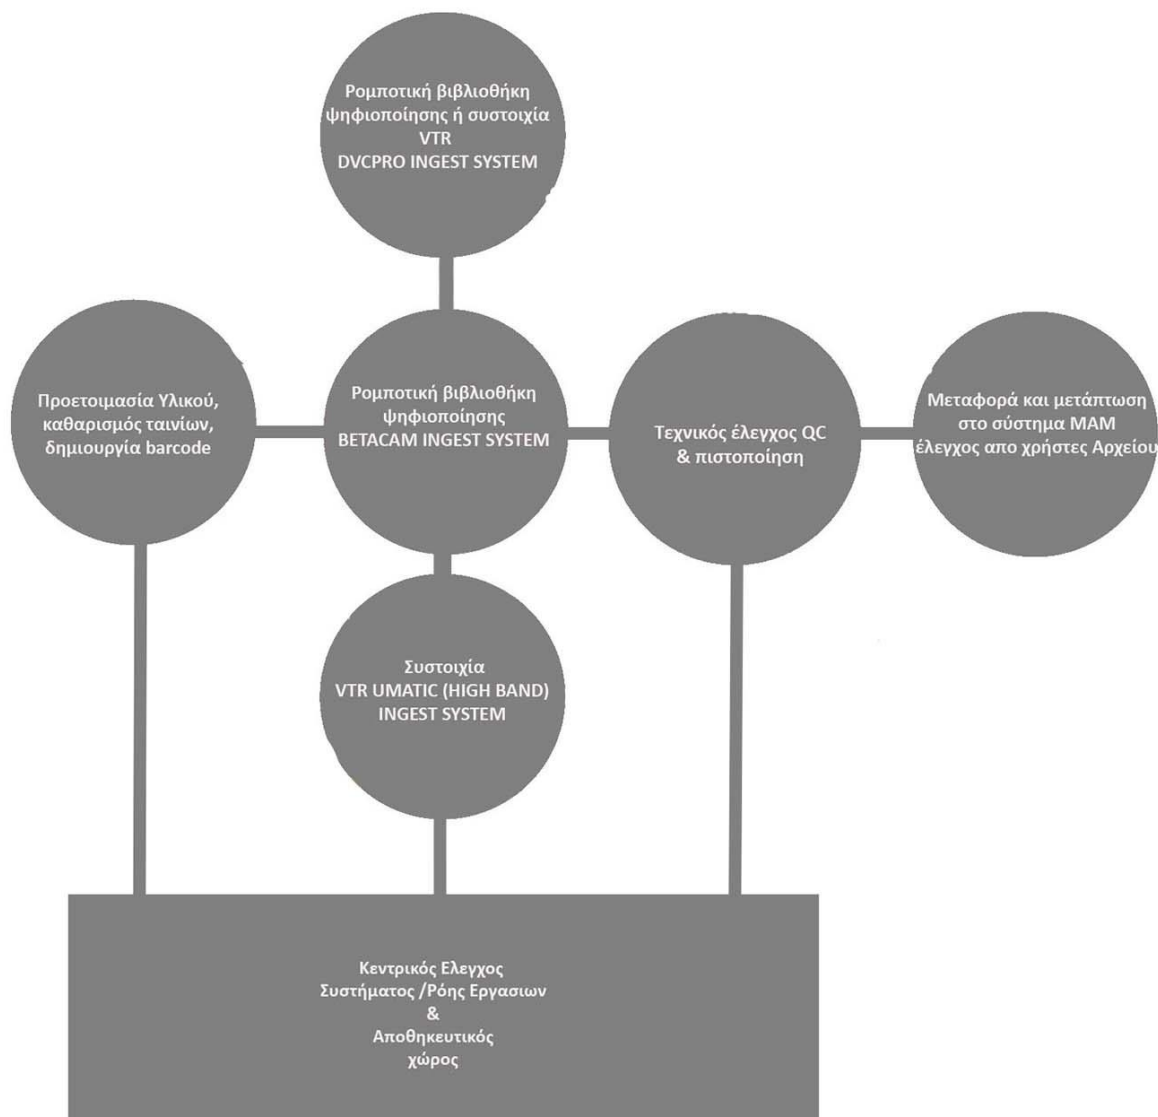 Ρομποτική βιβλιοθήκη
ψηφιοποίησης ή συστοιχία
VTR
DVCPRO INGEST SYSTEM
Προετοιμασία Υλικού,
καθαρισμός ταινίων,
δημιουργία barcode
Ρομποτική βιβλιοθήκη
ψηφιοποίησης
BETACAM INGEST SYSTEM
Τεχνικός έλεγχος QC
& πιστοποίηση
Μεταφορά και μετάπτωση
στο σύστημα MAM
έλεγχος απο χρήστες Αρχείου
Συστοιχία
VTR UMATIC (HIGH BAND)
INGEST SYSTEM
Κεντρικός Ελεγχος
Συστήματος /Ρόης Εργασιων
&
Αποθηκευτικός
χώρος